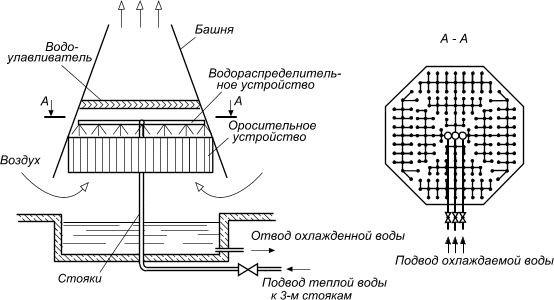 Башня
Водо-
улавливатель
Водораспределитель-
ное устройство
А
А
Оросительное
устройство
Воздух
Отвод охлажденной воды
Стояки
Подвод теплой воды
к 3-м стоякам
А - А
Подвод охлаждаемой воды